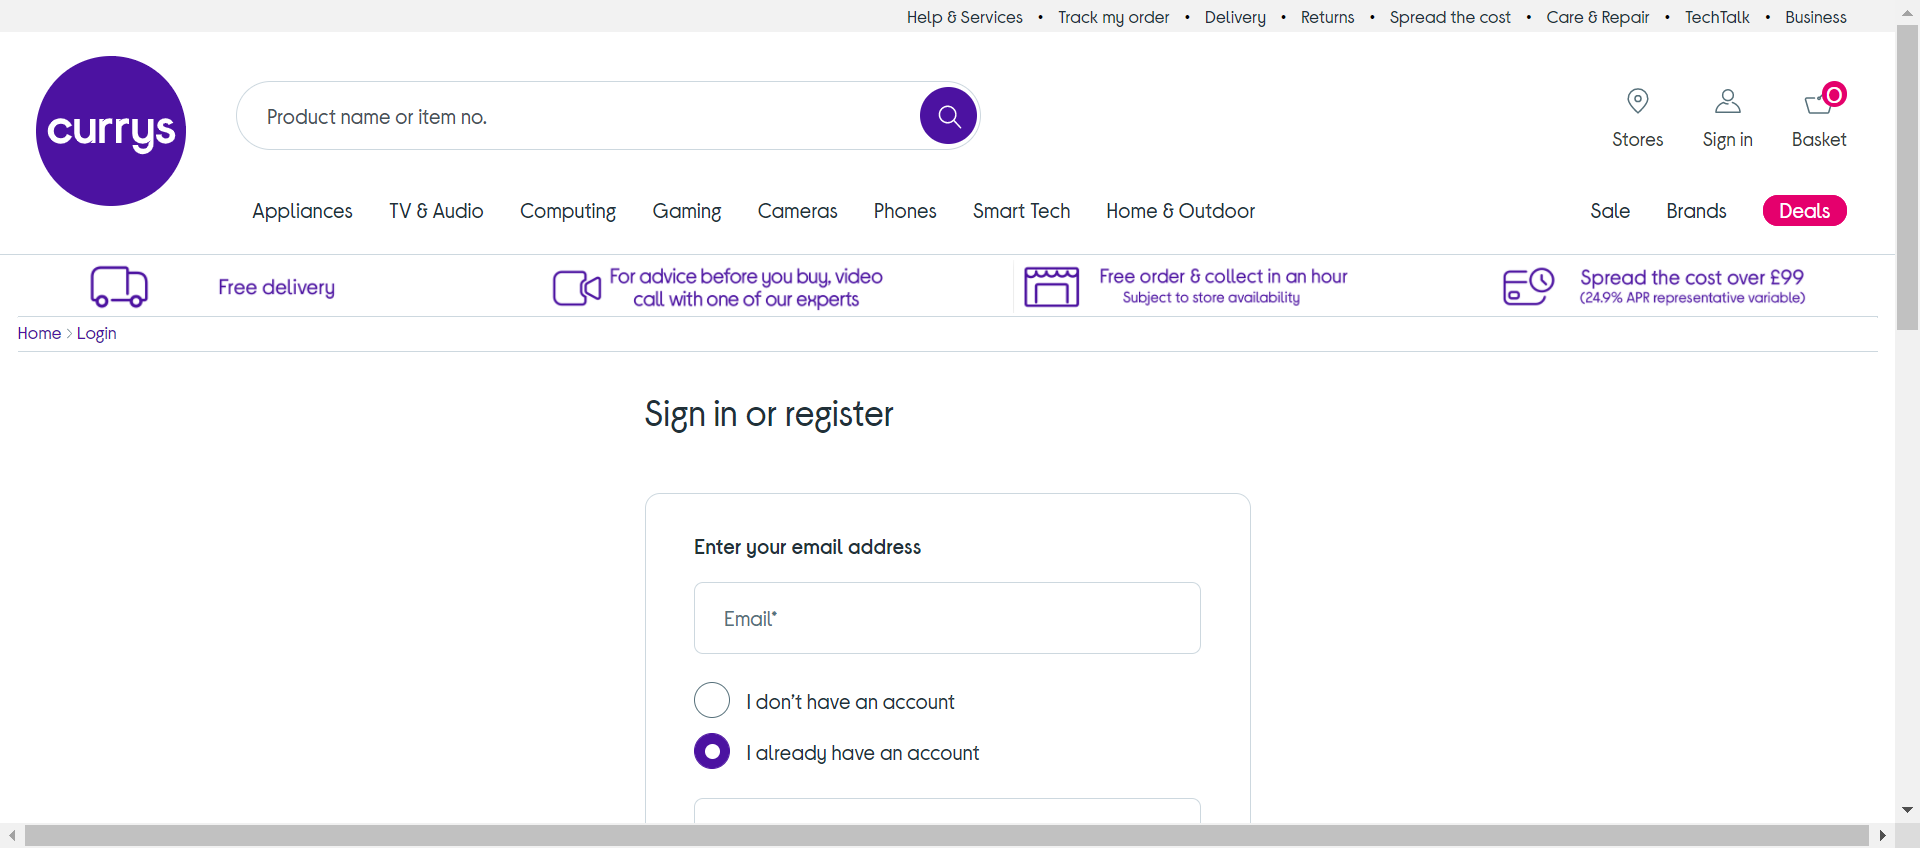 Help & Services • Track my order • Delivery • Returns • Spread the cost • Care & Repair • TechTalk • Business
currys
Product name or item no.
Stores
Sign in
0
Basket
Appliances TV & Audio Computing Gaming Cameras Phones Smart Tech Home & Outdoor Sale Brands Deals
Free delivery
For advice before you buy, video
call with one of our experts
Free order & collect in an hour
Subject to store availability
Spread the cost over £99
(24.9% APR representative variable)
Home > Login
Sign in or register
Enter your email address
Email*
I don't have an account
I already have an account